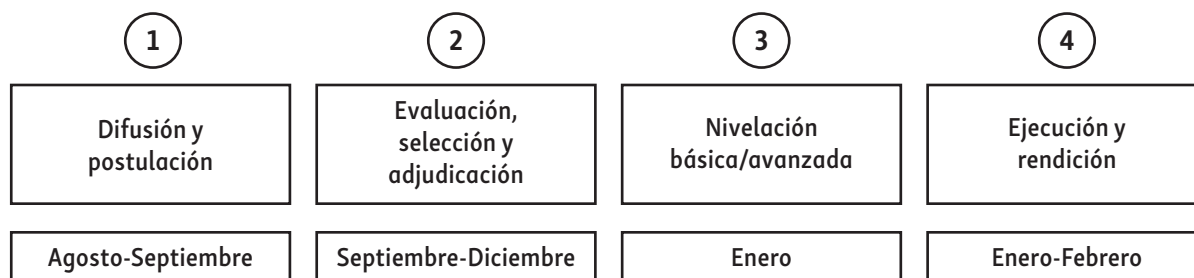 1
2
3
4
Difusión y
postulación
Evaluación,
selección y
adjudicación
Nivelación
básica/avanzada
Ejecución y
rendición
Agosto-Septiembre
Septiembre-Diciembre
Enero
Enero-Febrero